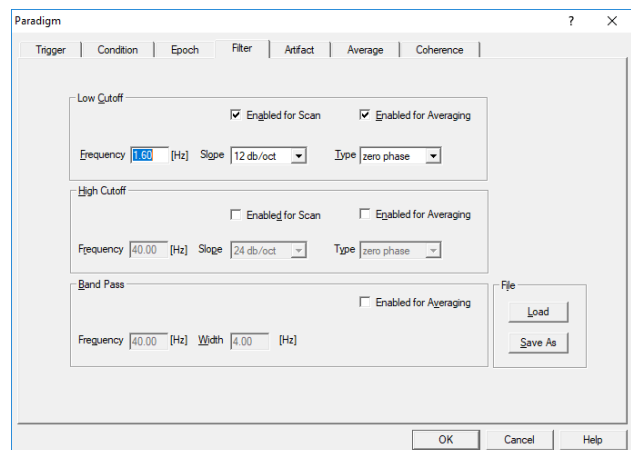 Paradigm ? X
Trigger Condition Epoch Filter Artifact Average Coherence
Low Cutoff
Enabled for Scan Enabled for Averaging
Frequency 1.60 [Hz] Slope 12 db/oct Type zero phase
High Cutoff
Enabled for Scan Enabled for Averaging
Frequency 40.00 [Hz] Slope 24 db/oct Type zero phase
Band Pass
Enabled for Averaging
Frequency 40.00 [Hz] Width 4.00 [Hz]
File
Load
Save As
OK Cancel Help